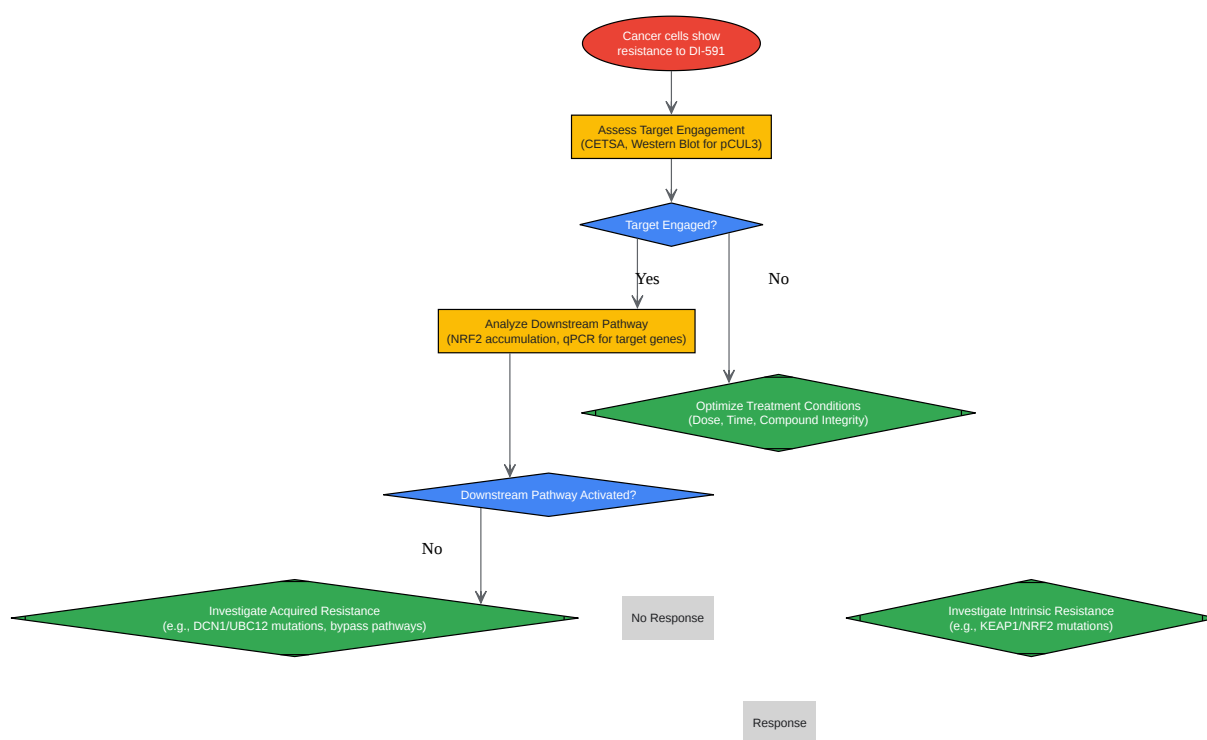 Cancer cells show
resistance to DI-591
Assess Target Engagement
(CETSA, Western Blot for pCUL3)
Target Engaged?
Yes
No
Analyze Downstream Pathway
(NRF2 accumulation, qPCR for target genes)
Optimize Treatment Conditions
(Dose, Time, Compound Integrity)
Downstream Pathway Activated?
No
Investigate Acquired Resistance
(e.g., DCN1/UBC12 mutations, bypass pathways)
No Response
Investigate Intrinsic Resistance
(e.g., KEAP1/NRF2 mutations)
Response